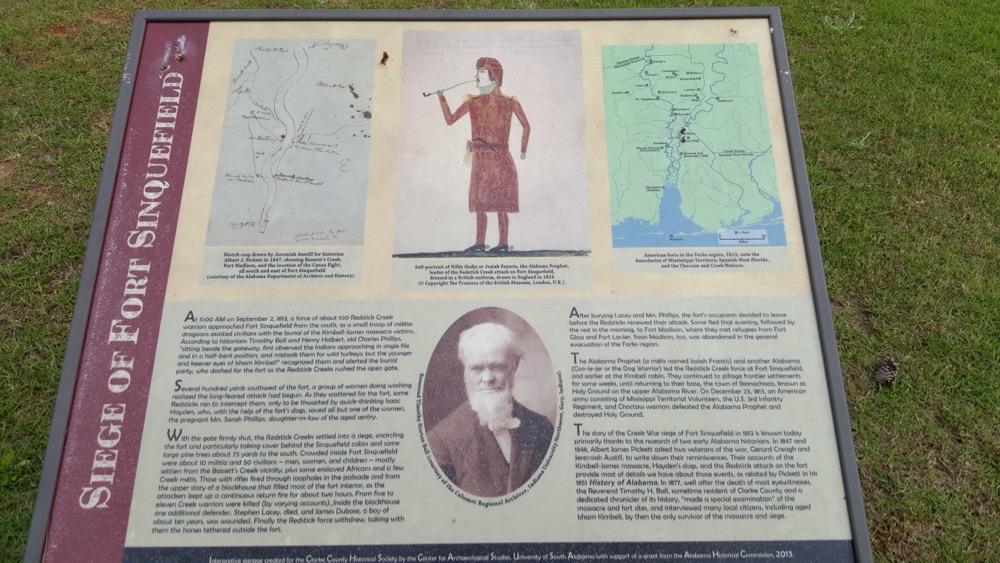 SIEGE OF FORT SINQUEFIELD
Sketch map drawn by Jeremiah Austill for historian
Albert J. Pickett in 1847, showing Bassett's Creek,
Fort Madison, and the location of the Canoe Fight,
all south and east of Fort Sinquefield
(courtesy of the Alabama Department of Archives and History).
Self-portrait of Hillis Hadjo or Josiah Francis, the Alabama Prophet,
leader of the Redstick Creek attack on Fort Sinquefield,
dressed in a British uniform, drawn in England in 1816
(© Copyright The Trustees of the British Museum, London, U.K.)
American forts in the Forks region, 1813; note the
boundaries of Mississippi Territory, Spanish West Florida,
and the Choctaw and Creek Nations.
At 11:00 AM on September 2, 1813, a force of about 100 Redstick Creek
warriors approached Fort Sinquefield from the south, as a small troop of militia
dragoons assisted civilians with the burial of the Kimbell-James massacre victims.
According to historians Timothy Ball and Henry Halbert, old Charles Phillips,
"sitting beside the gateway, first observed the Indians approaching in single file
and in a half-bent position, and mistook them for wild turkeys; but the younger
and keener eyes of Isham Kimbell" recognized them and alerted the burial
party, who dashed for the fort as the Redstick Creeks rushed the open gate.
Several hundred yards southwest of the fort, a group of women doing washing
realized the long-feared attack had begun. As they scattered for the fort, some
Redsticks ran to intercept them, only to be thwarted by quick-thinking Isaac
Hayden, who, with the help of the fort's dogs, saved all but one of the women,
the pregnant Mrs. Sarah Phillips, daughter-in-law of the aged sentry.
With the gate firmly shut, the Redstick Creeks settled into a siege, encircling
the fort and particularly taking cover behind the Sinquefield cabin and some
large pine trees about 75 yards to the south. Crowded inside Fort Sinquefield
were about 10 militia and 50 civilians – men, women, and children – mostly
settlers from the Bassett's Creek vicinity, plus some enslaved Africans and a few
Creek métis. Those with rifles fired through loopholes in the palisade and from
the upper story of a blockhouse that filled most of the fort interior, as the
attackers kept up a continuous return fire for about two hours. From five to
eleven Creek warriors were killed (by varying accounts). Inside the blockhouse
one additional defender, Stephen Lacey, died, and James Dubose, a boy of
about ten years, was wounded. Finally the Redstick force withdrew, taking with
them the horses tethered outside the fort.
Reverend Timothy Horton Ball (courtesy of the Calumet Regional Archives, Indiana University Northwest, Gary, Indiana).
After burying Lacey and Mrs. Phillips, the fort's occupants decided to leave
before the Redsticks renewed their attack. Some fled that evening, followed by
the rest in the morning, to Fort Madison, where they met refugees from Fort
Glass and Fort Lavier. Soon Madison, too, was abandoned in the general
evacuation of the Forks region.
The Alabama Prophet (a métis named Josiah Francis) and another Alabama
(Coo-te-jer or the Dog Warrior) led the Redstick Creek force at Fort Sinquefield,
and earlier at the Kimbell cabin. They continued to pillage frontier settlements
for some weeks, until returning to their base, the town of Ikanachaca, known as
Holy Ground on the upper Alabama River. On December 23, 1813, an American
army consisting of Mississippi Territorial Volunteers, the U.S. 3rd Infantry
Regiment, and Choctaw warriors defeated the Alabama Prophet and
destroyed Holy Ground.
The story of the Creek War siege of Fort Sinquefield in 1813 is known today
primarily thanks to the research of two early Alabama historians. In 1847 and
1848, Albert James Pickett asked two veterans of the war, Gerard Creagh and
Jeremiah Austill, to write down their reminiscences. Their accounts of the
Kimbell-James massacre, Hayden's dogs, and the Redstick attack on the fort
provide most of details we have about those events, as related by Pickett in his
1851 History of Alabama. In 1877, well after the death of most eyewitnesses,
the Reverend Timothy H. Ball, sometime resident of Clarke County and a
dedicated chronicler of its history, "made a special examination" of the
massacre and fort sites, and interviewed many local citizens, including aged
Isham Kimbell, by then the only survivor of the massacre and siege.
Interpretive signage created for the Clarke County Historical Society by the Center for Archaeological Studies, University of South Alabama with support of a grant from the Alabama Historical Commission, 2013.